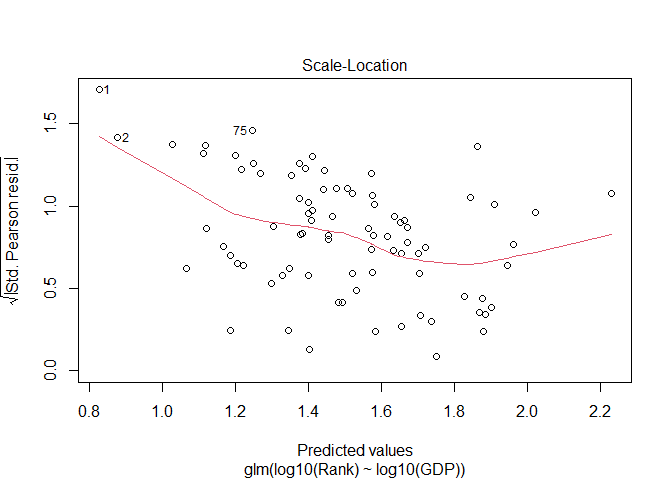 Scale-Location
√|Std. Pearson resid.|
1.5
1.0
0.5
0.0
1
2
75
0.8 1.0 1.2 1.4 1.6 1.8 2.0 2.2
Predicted values
glm(log10(Rank) ~ log10(GDP))